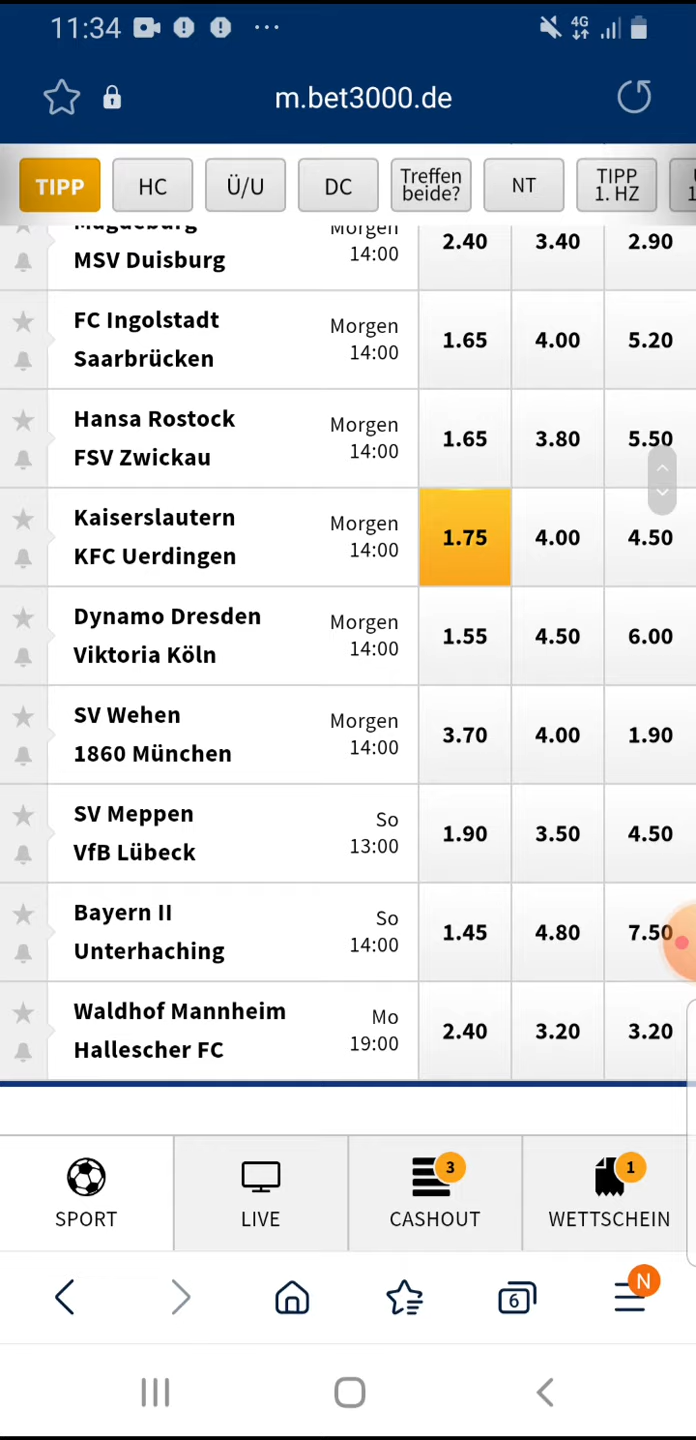 11:34 4G
m.bet3000.de
TIPP HC Ü/U DC Treffen beide? NT TIPP 1. HZ
Magdeburg Morgen
MSV Duisburg 14:00 2.40 3.40 2.90
FC Ingolstadt Morgen
Saarbrücken 14:00 1.65 4.00 5.20
Hansa Rostock Morgen
FSV Zwickau 14:00 1.65 3.80 5.50
Kaiserslautern Morgen
KFC Uerdingen 14:00 1.75 4.00 4.50
Dynamo Dresden Morgen
Viktoria Köln 14:00 1.55 4.50 6.00
SV Wehen Morgen
1860 München 14:00 3.70 4.00 1.90
SV Meppen So
VfB Lübeck 13:00 1.90 3.50 4.50
Bayern II So
Unterhaching 14:00 1.45 4.80 7.50
Waldhof Mannheim Mo
Hallescher FC 19:00 2.40 3.20 3.20
3 1
SPORT LIVE CASHOUT WETTSCHEIN
6 N